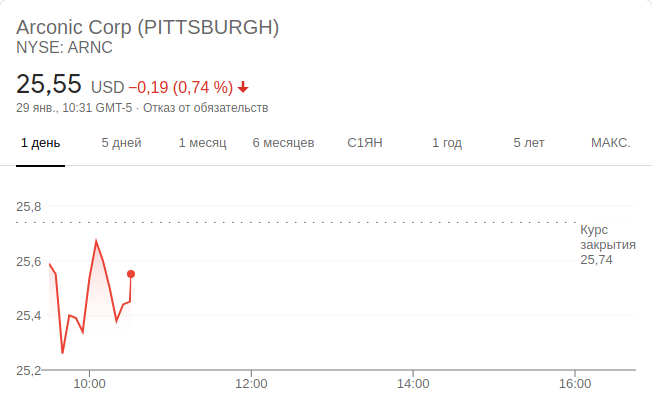 Arconic Corp (PITTSBURGH)
NYSE: ARNC
25,55 USD −0,19 (0,74 %)
29 янв., 10:31 GMT-5 · Отказ от обязательств
1 день 5 дней 1 месяц 6 месяцев С1ЯН 1 год 5 лет МАКС.
25,8
Курс
закрытия
25,74
25,6
25,4
25,2
10:00 12:00 14:00 16:00